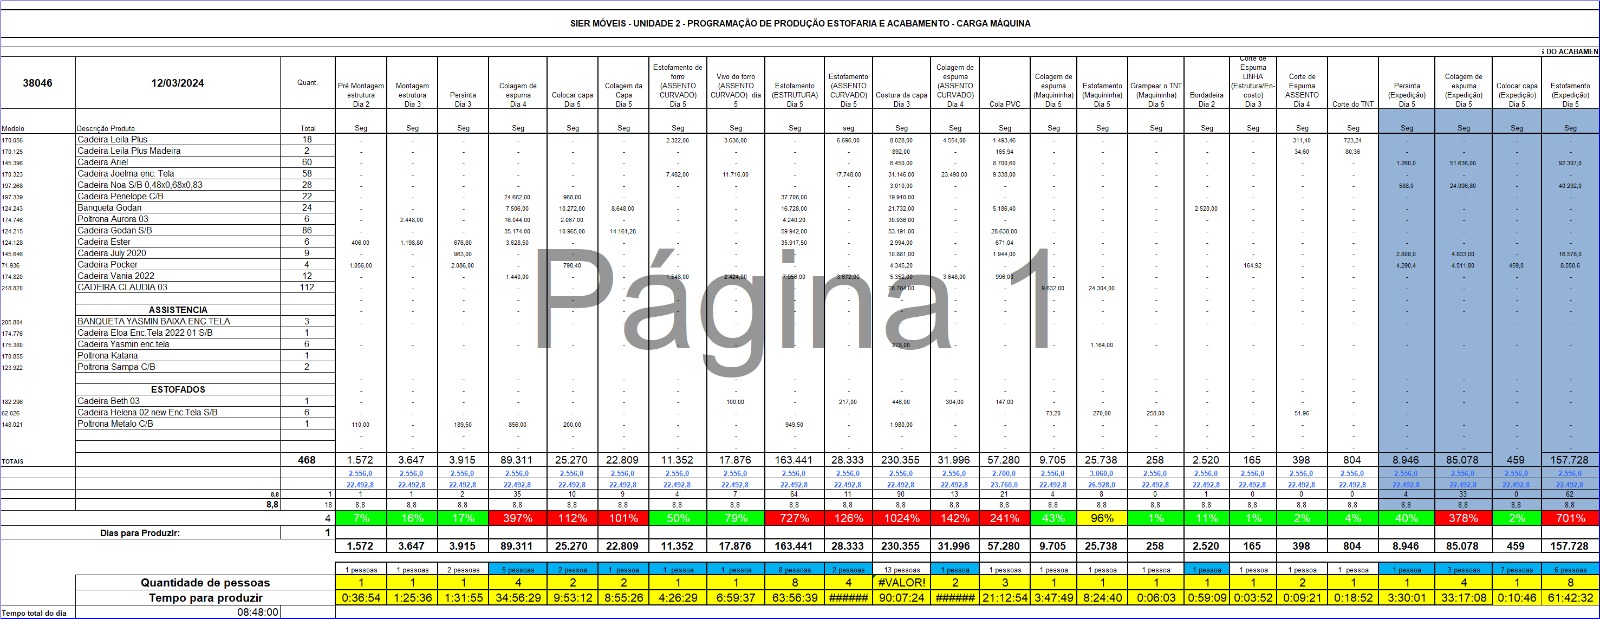 SIER MÓVEIS - UNIDADE 2 - PROGRAMAÇÃO DE PRODUÇÃO ESTOFARIA E ACABAMENTO - CARGA MÁQUINA
S DO ACABAMEN
38046 12/03/2024 Quant. Pré Montagem estrutura Dia 2 Montagem estrutura Dia 3 Persinta Dia 3 Colagem de espuma Dia 4 Colocar capa Dia 5 Colagem da Capa Dia 5 Estofamento de forro (ASSENTO CURVADO) Dia 5 Vivo do forro (ASSENTO CURVADO) dia 5 Estofamento (ESTRUTURA) Dia 5 Estofamento (ASSENTO CURVADO) Dia 5 Costura da capa Dia 3 Colagem de espuma (ASSENTO CURVADO) Dia 4 Cola PVC Colagem de espuma (Maquininha) Dia 5 Estofamento (Maquininha) Dia 5 Grampear o TNT (Maquininha) Dia 5 Bordadeira Dia 2 Corte de Espuma LINHA (Estrutura/Encosto) Dia 3 Corte de Espuma ASSENTO Dia 4 Corte do TNT Persinta (Expedição) Dia 5 Colagem de espuma (Expedição) Dia 5 Colocar capa (Expedição) Dia 5 Estofamento (Expedição) Dia 5
Modelo Descrição Produto Total Seg Seg Seg Seg Seg Seg Seg Seg Seg seg Seg Seg Seg Seg Seg Seg Seg Seg Seg Seg Seg Seg Seg Seg
170.056 Cadeira Leila Plus 18 - - - - - - 2.322,00 3.636,00 - 6.696,00 8.028,00 4.554,00 1.493,46 - - - - - 311,40 723,24 - - - -
170.125 Cadeira Leila Plus Madeira 2 - - - - - - - - - - 892,00 - 165,94 - - - - - 34,60 80,36 - - - -
145.396 Cadeira Ariel 60 - - - - - - - - - - 6.450,00 - 8.700,60 - - - - - - - 1.260,0 51.636,00 - 92.397,0
170.323 Cadeira Joelma enc. Tela 58 - - - - - - 7.482,00 11.716,00 - 17.748,00 31.146,00 23.490,00 9.338,00 - - - - - - - - - - -
197.268 Cadeira Noa S/B 0,48x0,68x0,83 28 - - - - - - - - - - 3.010,00 - - - - - - - - - 588,0 24.096,80 - 40.292,0
197.339 Cadeira Penelope C/B 22 - - - 24.662,00 968,00 - - - 37.708,00 - 19.910,00 - - - - - - - - - - - - -
124.243 Banqueta Godan 24 - - - 7.506,00 10.272,00 8.648,00 - - 16.728,00 - 21.732,00 - 5.186,40 - - - 2.520,00 - - - - - - -
174.746 Poltrona Aurora 03 6 - 2.448,00 - 16.044,00 2.067,00 - - - 4.240,20 - 30.936,00 - - - - - - - - - - - - -
124.215 Cadeira Godan S/B 86 - - - 35.174,00 10.965,00 14.161,28 - - 59.942,00 - 53.191,00 - 28.638,00 - - - - - - - - - - -
124.128 Cadeira Ester 6 406,00 1.198,80 676,80 3.628,50 - - - - 35.917,50 - 2.994,00 - 671,04 - - - - - - - - - - -
145.646 Cadeira July 2020 9 - - 963,00 - - - - - - - 10.881,00 - 1.944,00 - - - - - - - 2.808,0 4.833,00 - 16.578,0
71.936 Cadeira Pocker 4 1.056,00 - 2.086,00 - 798,40 - - - - - 4.345,20 - - - - - - 164,92 - - 4.290,4 4.511,80 459,0 8.550,6
174.820 Cadeira Vania 2022 12 - - - 1.440,00 - - 1.548,00 2.424,00 7.956,00 3.672,00 5.352,00 3.648,00 996,00 - - - - - - - - - - -
218.820 CADEIRA CLAUDIA 03 112 - - - - - - - - - - - - 9.632,00 24.304,00 - - - - - - - - -
ASSISTENCIA
205.804 BANQUETA YASMIN BAIXA ENC.TELA 3
174.778 Cadeira Eloa Enc.Tela 2022 01 S/B 1
175.380 Cadeira Yasmin enc.tela 6 276,00 1.164,00
170.855 Poltrona Katana 1
123.922 Poltrona Sampa C/B 2
ESTOFADOS
182.296 Cadeira Beth 03 1 - - - - - - - 100,00 - 217,00 446,00 304,00 147,00 - - - - - - - - - - -
62.026 Cadeira Helena 02 new Enc.Tela S/B 6 - - - - - - - - - - - - - 73,20 270,00 258,00 - - 51,96 - - - - -
148.021 Poltrona Metalo C/B 1 110,00 - 189,50 856,00 200,00 - - - 949,50 - 1.980,00 - - - - - - - - - - - - -
TOTAIS 468 1.572 3.647 3.915 89.311 25.270 22.809 11.352 17.876 163.441 28.333 230.355 31.996 57.280 9.705 25.738 258 2.520 165 398 804 8.946 85.078 459 157.728
2.556,0 2.556,0 2.556,0 2.556,0 2.556,0 2.556,0 2.556,0 2.556,0 2.556,0 2.556,0 2.556,0 2.556,0 2.700,0 2.556,0 3.060,0 2.556,0 2.556,0 2.556,0 2.556,0 2.556,0 2.556,0 2.556,0 2.556,0 2.556,0
22.492,8 22.492,8 22.492,8 22.492,8 22.492,8 22.492,8 22.492,8 22.492,8 22.492,8 22.492,8 22.492,8 22.492,8 23.760,0 22.492,8 26.928,0 22.492,8 22.492,8 22.492,8 22.492,8 22.492,8 22.492,8 22.492,8 22.492,8 22.492,8
8,8 1 1 1 2 35 10 9 4 7 64 11 90 13 21 4 8 0 1 0 0 0 4 33 0 62
8,8 18 8,8 8,8 8,8 8,8 8,8 8,8 8,8 8,8 8,8 8,8 8,8 8,8 8,8 8,8 8,8 8,8 8,8 8,8 8,8 8,8 8,8 8,8 8,8 8,8
4 7% 16% 17% 397% 112% 101% 50% 79% 727% 126% 1024% 142% 241% 43% 96% 1% 11% 1% 2% 4% 40% 378% 2% 701%
Dias para Produzir: 1
1.572 3.647 3.915 89.311 25.270 22.809 11.352 17.876 163.441 28.333 230.355 31.996 57.280 9.705 25.738 258 2.520 165 398 804 8.946 85.078 459 157.728
1 pessoas 1 pessoas 2 pessoas 5 pessoas 2 pessoas 1 pessoas 1 pessoas 1 pessoas 8 pessoas 2 pessoas 13 pessoas 1 pessoas 1 pessoas 1 pessoas 1 pessoas 1 pessoas 1 pessoas 1 pessoas 1 pessoas 1 pessoas 1 pessoas 5 pessoas 7 pessoas 6 pessoas
Quantidade de pessoas 1 1 1 4 2 2 1 1 8 4 #VALOR! 2 3 1 1 1 1 1 2 1 1 4 1 8
Tempo para produzir 0:36:54 1:25:36 1:31:55 34:56:29 9:53:12 8:55:26 4:26:29 6:59:37 63:56:39 ###### 90:07:24 ###### 21:12:54 3:47:49 8:24:40 0:06:03 0:59:09 0:03:52 0:09:21 0:18:52 3:30:01 33:17:08 0:10:46 61:42:32
Tempo total do dia 08:48:00
Página 1